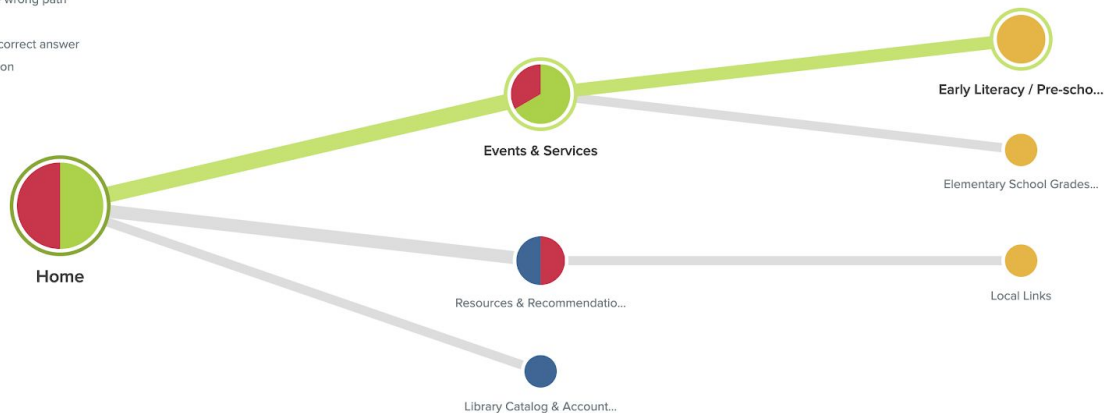 wrong path
correct answer
on
Early Literacy / Pre-scho...
Events & Services
Elementary School Grades...
Home
Resources & Recommendatio...
Local Links
Library Catalog & Account...